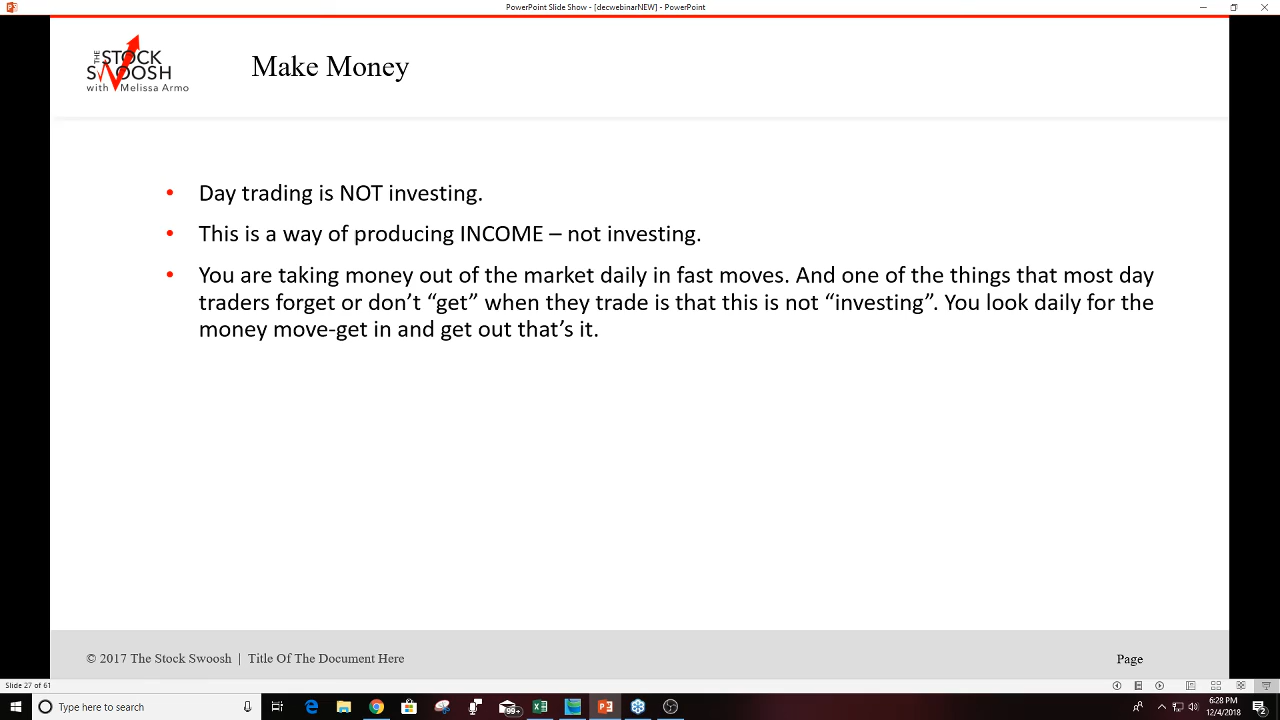 PowerPoint Slide Show - [decwebinarNEW] - PowerPoint
THE
STOCK
SWOOSH
with Melissa Armo
Make Money
• Day trading is NOT investing.
• This is a way of producing INCOME – not investing.
• You are taking money out of the market daily in fast moves. And one of the things that most day
traders forget or don’t “get” when they trade is that this is not “investing”. You look daily for the
money move-get in and get out that’s it.
© 2017 The Stock Swoosh | Title Of The Document Here
Page
Slide 27 of 61
Type here to search
99+
6:28 PM
12/4/2018
2